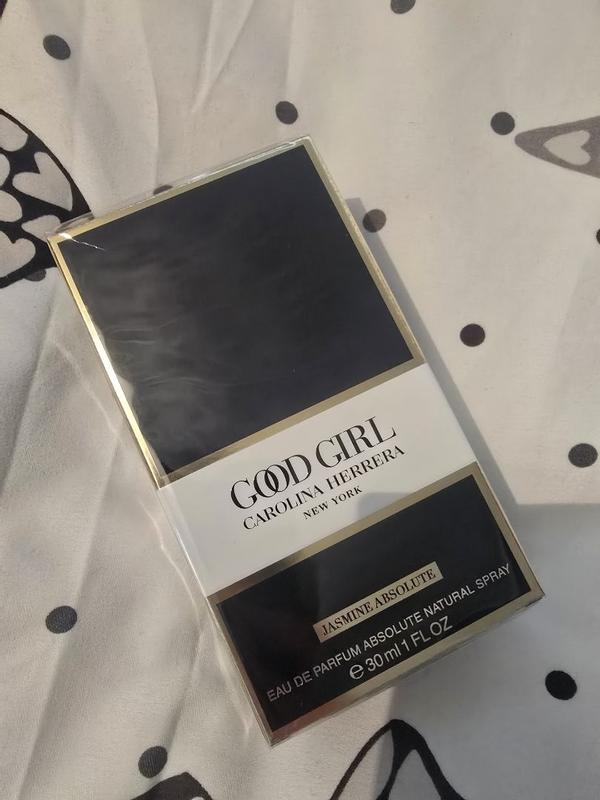 GOOD GIRL
CAROLINA HERRERA
NEW YORK
JASMINE ABSOLUTE
EAU DE PARFUM ABSOLUTE NATURAL SPRAY
℮ 30 ml 1 FL OZ